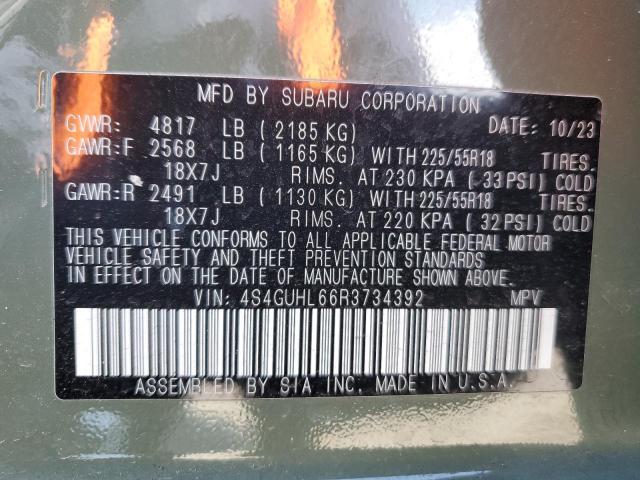 MFD BY SUBARU CORPORATION
GVWR: 4817 LB ( 2185 KG) DATE: 10/23
GAWR:F 2568 LB ( 1165 KG) WITH 225/55R18 TIRES.
18X7J RIMS. AT 230 KPA ( 33 PSI) COLD
GAWR:R 2491 LB ( 1130 KG) WITH 225/55R18 TIRES.
18X7J RIMS. AT 220 KPA ( 32 PSI) COLD
THIS VEHICLE CONFORMS TO ALL APPLICABLE FEDERAL MOTOR
VEHICLE SAFETY AND THEFT PREVENTION STANDARDS
IN EFFECT ON THE DATE OF MANUFACTURE SHOWN ABOVE.
VIN: 4S4GUHL66R3734392 MPV
ASSEMBLED BY SIA INC. MADE IN U.S.A.